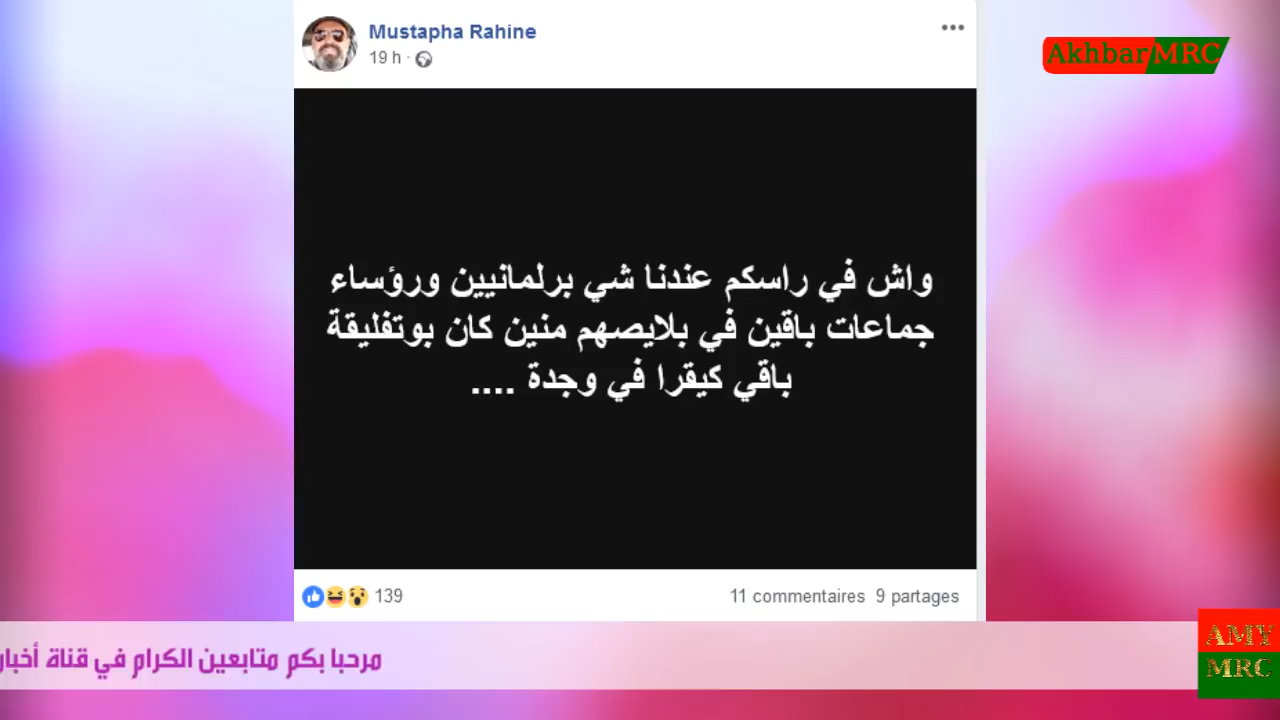 Mustapha Rahine
19 h
AkhbarMRC
واش في راسكم عندنا شي برلمانيين ورؤساء
جماعات باقين في بلايصهم منين كان بوتفليقة
باقي كيقرا في وجدة ....
139
11 commentaires 9 partages
مرحبا بكم متابعين الكرام في قناة أخبار
AMY
MRC